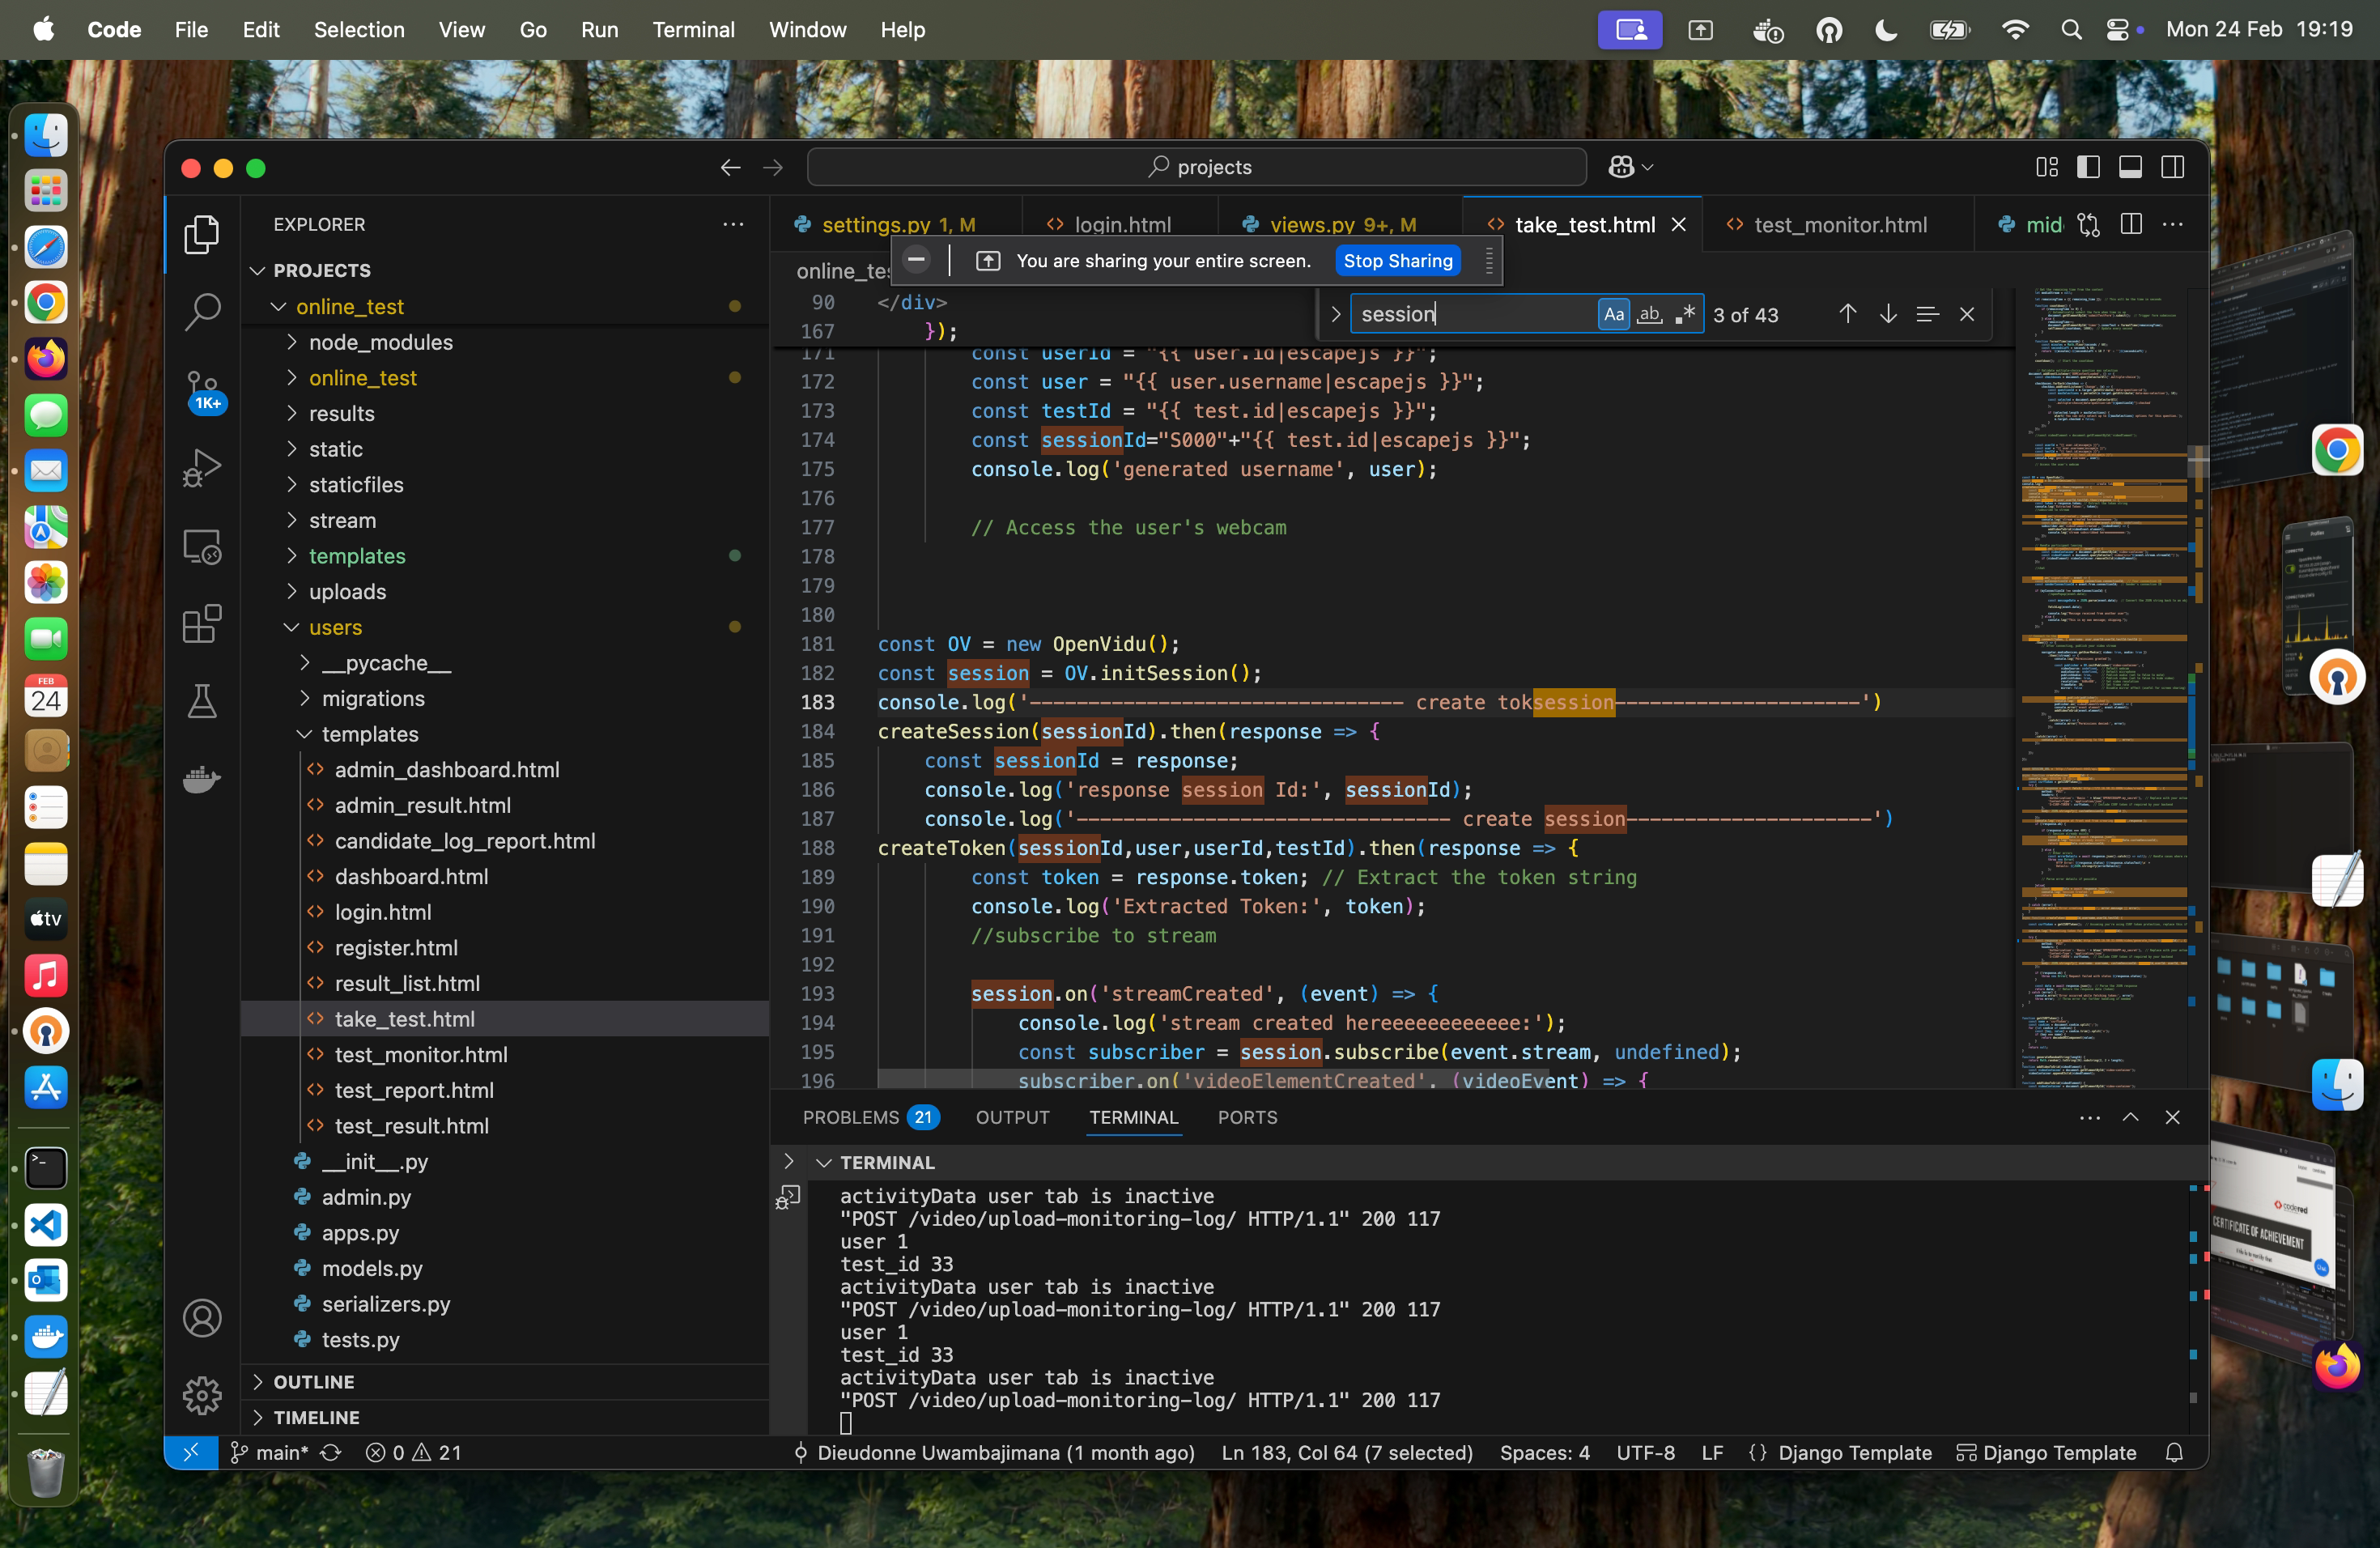 Code File Edit Selection View Go Run Terminal Window Help Mon 24 Feb 19:19
projects
EXPLORER
PROJECTS
online_test
node_modules
online_test
results
static
staticfiles
stream
templates
uploads
users
__pycache__
migrations
templates
admin_dashboard.html
admin_result.html
candidate_log_report.html
dashboard.html
login.html
register.html
result_list.html
take_test.html
test_monitor.html
test_report.html
test_result.html
__init__.py
admin.py
apps.py
models.py
serializers.py
tests.py
OUTLINE
TIMELINE
1K+
FEB
24
tv
settings.py 1, M login.html views.py 9+, M take_test.html test_monitor.html mid
You are sharing your entire screen. Stop Sharing
online_te
session Aa ab 3 of 43
90 </div>
167 });
171 const userId = "{{ user.id|escapejs }}";
172 const user = "{{ user.username|escapejs }}";
173 const testId = "{{ test.id|escapejs }}";
174 const sessionId="S000"+"{{ test.id|escapejs }}";
175 console.log('generated username', user);
176
177 // Access the user's webcam
178
179
180
181 const OV = new OpenVidu();
182 const session = OV.initSession();
183 console.log('-------------------------------- create toksession---------------------')
184 createSession(sessionId).then(response => {
185 const sessionId = response;
186 console.log('response session Id:', sessionId);
187 console.log('-------------------------------- create session---------------------')
188 createToken(sessionId,user,userId,testId).then(response => {
189 const token = response.token; // Extract the token string
190 console.log('Extracted Token:', token);
191 //subscribe to stream
192
193 session.on('streamCreated', (event) => {
194 console.log('stream created hereeeeeeeeeeee:');
195 const subscriber = session.subscribe(event.stream, undefined);
196 subscriber.on('videoElementCreated', (videoEvent) => {
PROBLEMS 21 OUTPUT TERMINAL PORTS
TERMINAL
activityData user tab is inactive
"POST /video/upload-monitoring-log/ HTTP/1.1" 200 117
user 1
test_id 33
activityData user tab is inactive
"POST /video/upload-monitoring-log/ HTTP/1.1" 200 117
user 1
test_id 33
activityData user tab is inactive
"POST /video/upload-monitoring-log/ HTTP/1.1" 200 117
main* 0 21 Dieudonne Uwambajimana (1 month ago) Ln 183, Col 64 (7 selected) Spaces: 4 UTF-8 LF {} Django Template Django Template
codered
CERTIFICATE OF ACHIEVEMENT